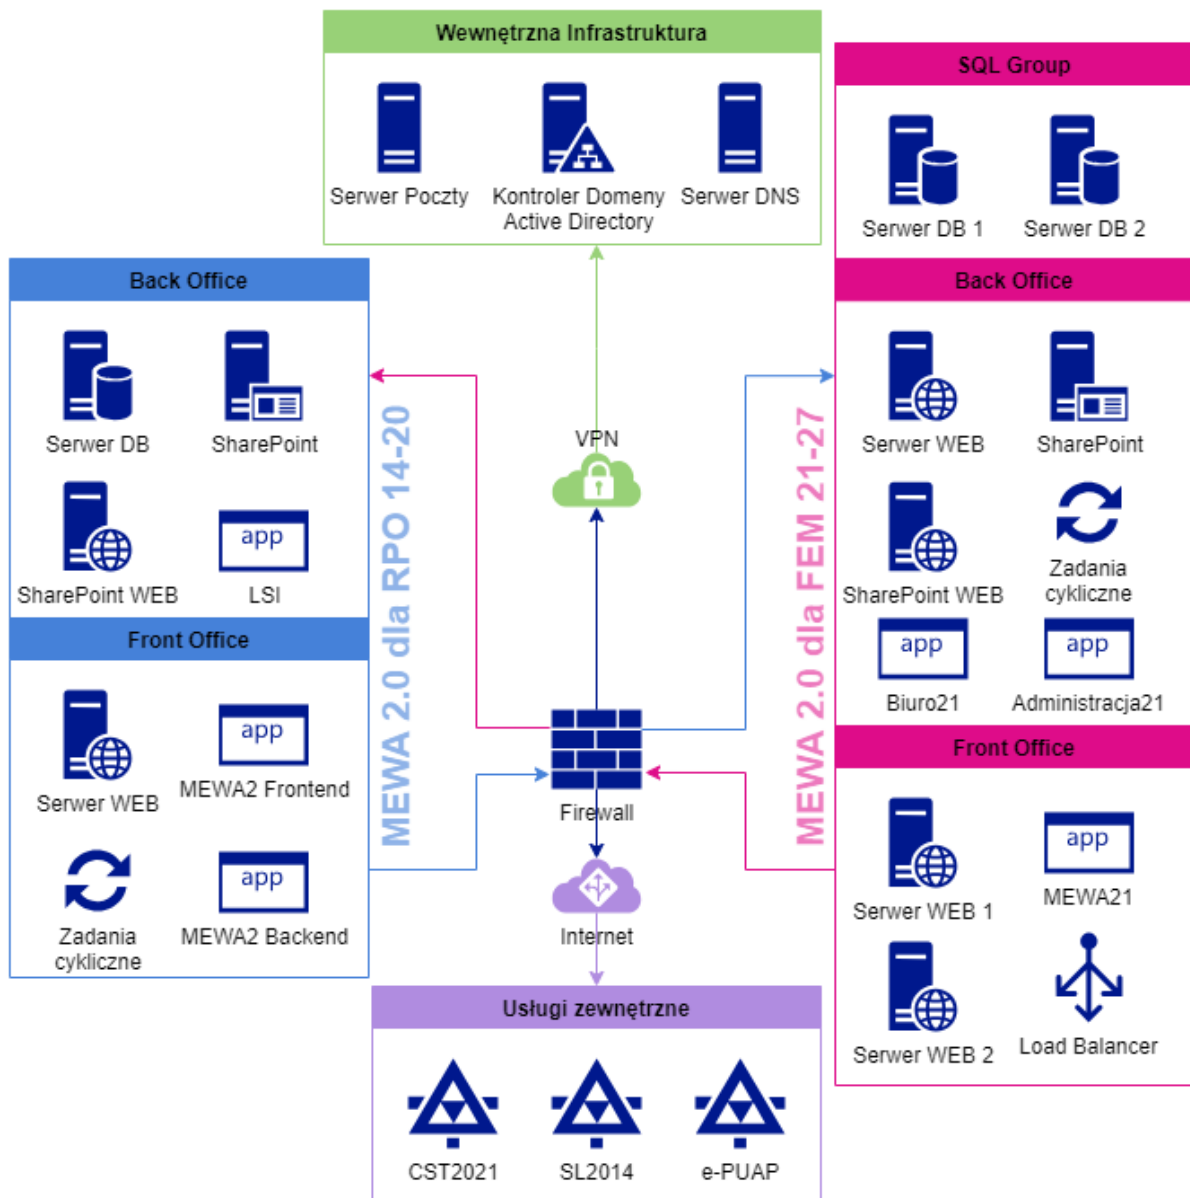 Wewnętrzna Infrastruktura
Serwer Poczty
Kontroler Domeny
Active Directory
Serwer DNS
SQL Group
Serwer DB 1
Serwer DB 2
Back Office
Serwer DB
SharePoint
SharePoint WEB
app
LSI
Front Office
Serwer WEB
app
MEWA2 Frontend
Zadania
cykliczne
app
MEWA2 Backend
MEWA 2.0 dla RPO 14-20
VPN
Firewall
Internet
MEWA 2.0 dla FEM 21-27
Back Office
Serwer WEB
SharePoint
SharePoint WEB
Zadania
cykliczne
app
Biuro21
app
Administracja21
Front Office
Serwer WEB 1
app
MEWA21
Serwer WEB 2
Load Balancer
Usługi zewnętrzne
CST2021
SL2014
e-PUAP